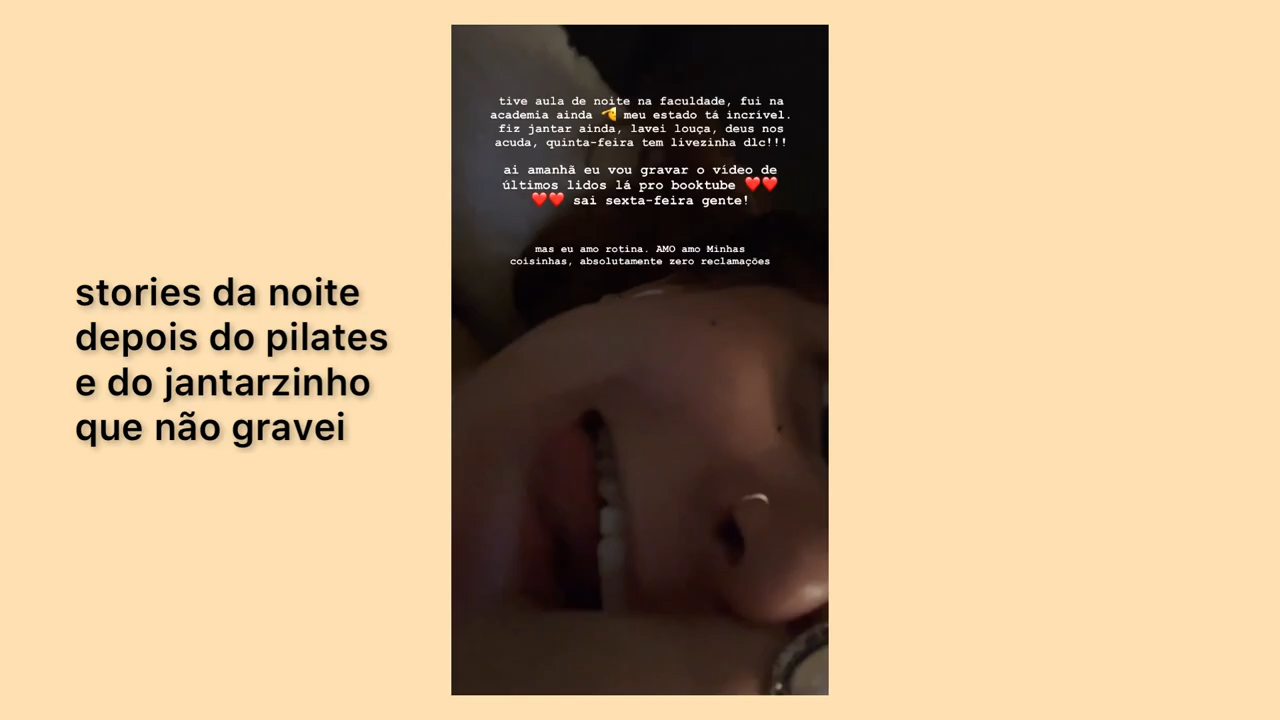 stories da noite
depois do pilates
e do jantarzinho
que não gravei
tive aula de noite na faculdade, fui na
academia ainda 🫡 meu estado tá incrível.
fiz jantar ainda, lavei louça, deus nos
acuda, quinta-feira tem livezinha dlc!!!
ai amanhã eu vou gravar o vídeo de
últimos lidos lá pro booktube ❤️❤️
❤️❤️ sai sexta-feira gente!
mas eu amo rotina. AMO amo Minhas
coisinhas, absolutamente zero reclamações